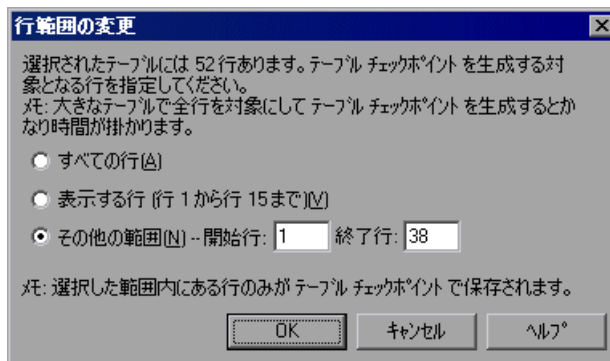 行範囲の変更
選択されたテーブルには 52 行あります。テーブル チェックポイント を生成する対
象となる行を指定してください。
メモ: 大きなテーブルで全行を対象にして テーブル チェックポイント を生成するとか
なり時間が掛かります。
すべての行(A)
表示する行 (行 1 から行 15 まで)(V)
その他の範囲(N) -- 開始行: 1 終了行: 38
メモ: 選択した範囲内にある行のみが テーブル チェックポイント で保存されます。
OK キャンセル ヘルプ